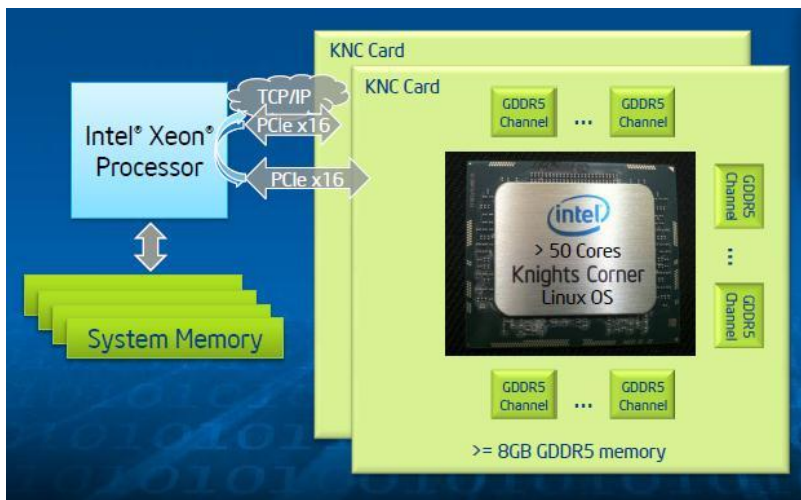 KNC Card
KNC Card
TCP/IP
PCIe x16
PCIe x16
Intel® Xeon®
Processor
System Memory
GDDR5
Channel
...
GDDR5
Channel
GDDR5
Channel
...
GDDR5
Channel
intel
> 50 Cores
Knights Corner
Linux OS
GDDR5
Channel
...
GDDR5
Channel
>= 8GB GDDR5 memory